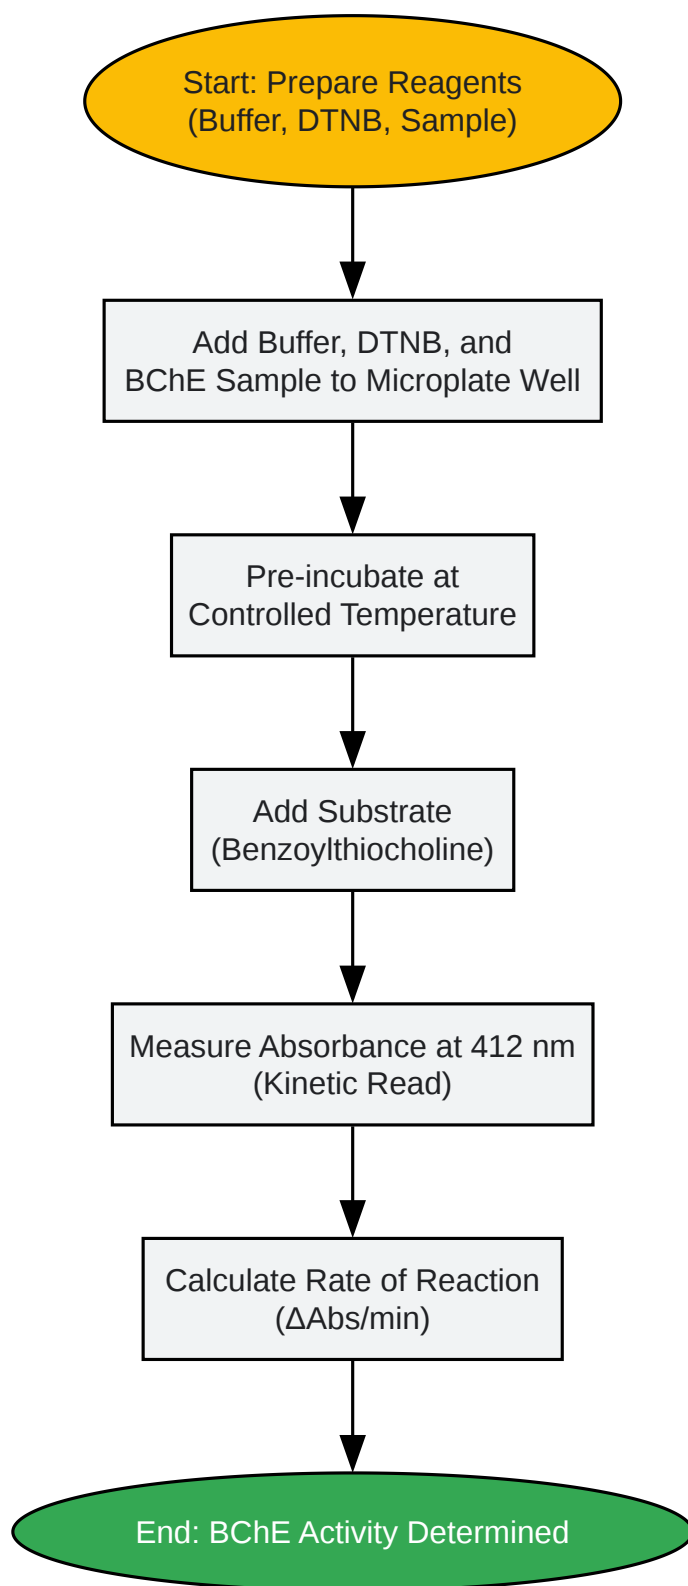 Start: Prepare Reagents
(Buffer, DTNB, Sample)
Add Buffer, DTNB, and
BChE Sample to Microplate Well
Pre-incubate at
Controlled Temperature
Add Substrate
(Benzoylthiocholine)
Measure Absorbance at 412 nm
(Kinetic Read)
Calculate Rate of Reaction
(ΔAbs/min)
End: BChE Activity Determined